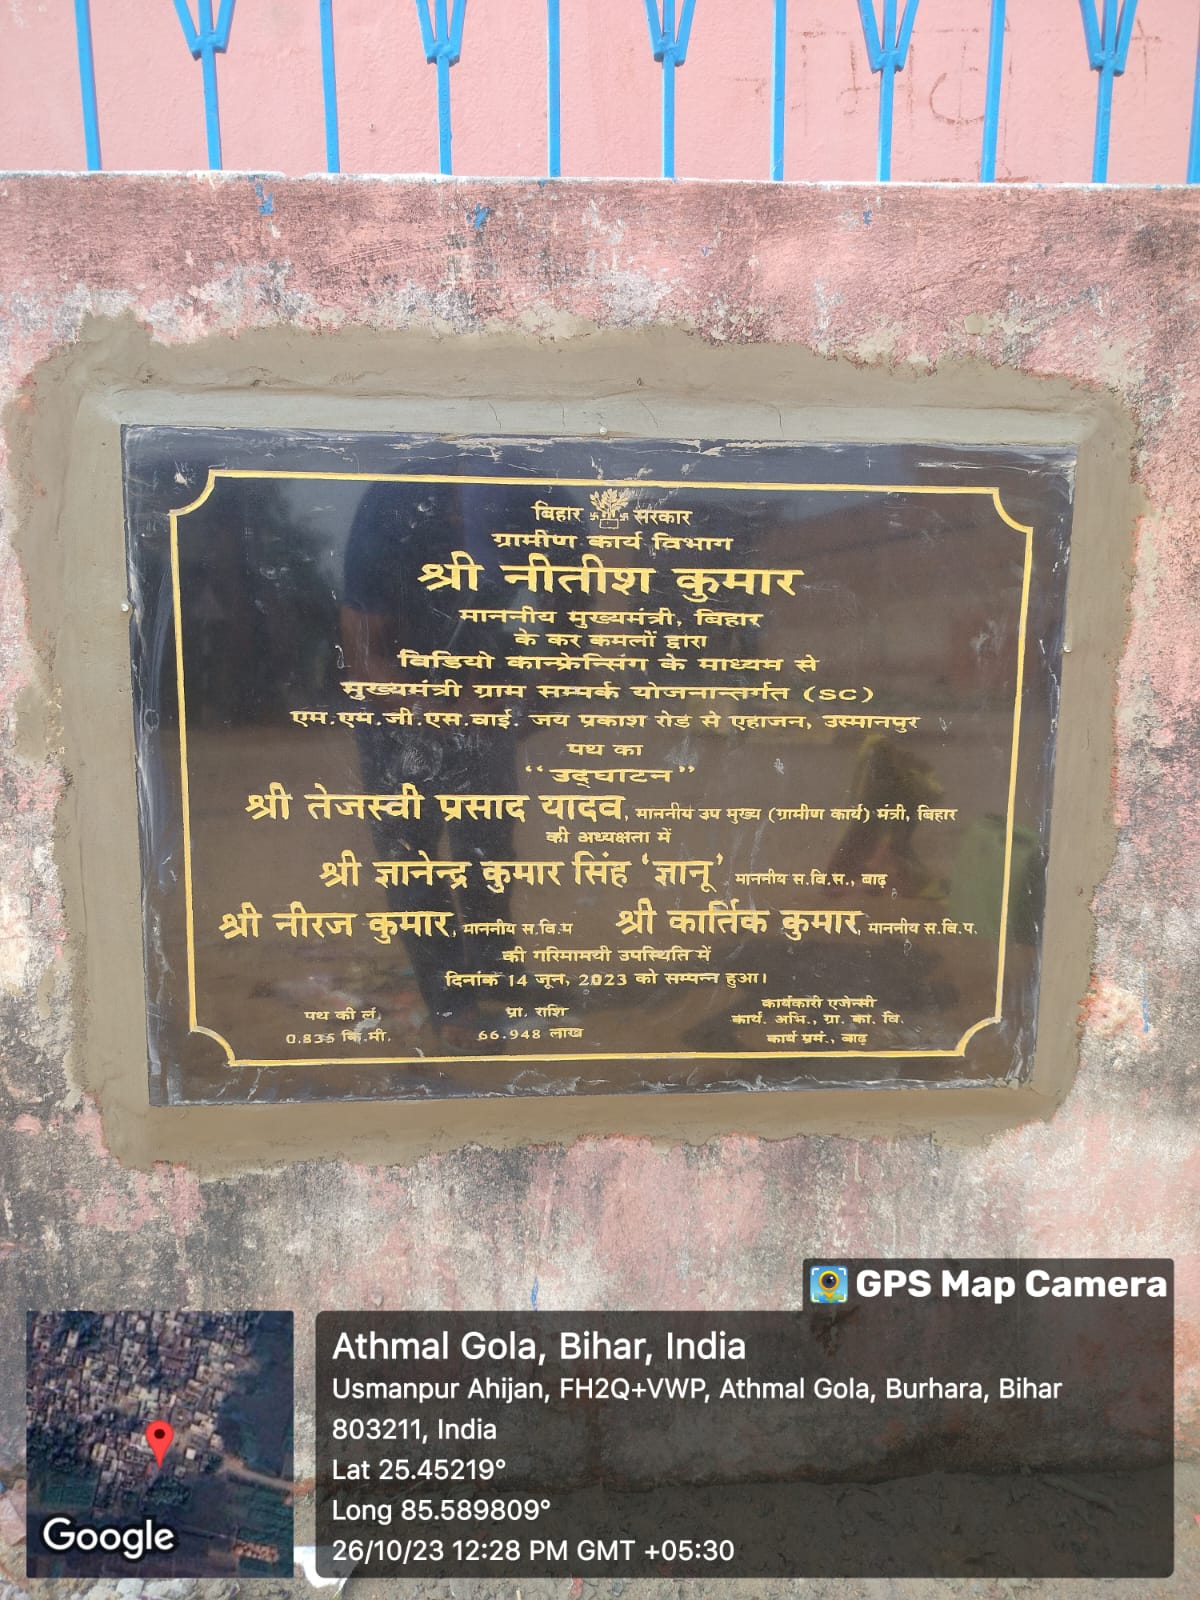 बिहार सरकार
ग्रामीण कार्य विभाग
श्री नीतीश कुमार
माननीय मुख्यमंत्री, बिहार
के कर कमलों द्वारा
विडियो कान्फ्रेन्सिंग के माध्यम से
मुख्यमंत्री ग्राम सम्पर्क योजनान्तर्गत (SC)
एम.एम.जी.एस.वाई. जय प्रकाश रोड से एहाजन, उस्मानपुर
पथ का
“उद्घाटन”
श्री तेजस्वी प्रसाद यादव, माननीय उप मुख्य (ग्रामीण कार्य) मंत्री, बिहार
की अध्यक्षता में
श्री ज्ञानेन्द्र कुमार सिंह ‘ज्ञानू’ माननीय स.वि.स., बाढ़
श्री नीरज कुमार, माननीय स.वि.प श्री कार्तिक कुमार, माननीय स.वि.प.
की गरिमामयी उपस्थिति में
दिनांक 14 जून, 2023 को सम्पन्न हुआ।
पथ की लं. प्रा. राशि कार्यकारी एजेन्सी
0.835 कि.मी. 66.948 लाख कार्य. अभि., ग्रा. का. वि.
कार्य प्रमं., बाढ़
GPS Map Camera
Athmal Gola, Bihar, India
Usmanpur Ahijan, FH2Q+VWP, Athmal Gola, Burhara, Bihar
803211, India
Lat 25.45219°
Long 85.589809°
26/10/23 12:28 PM GMT +05:30
Google